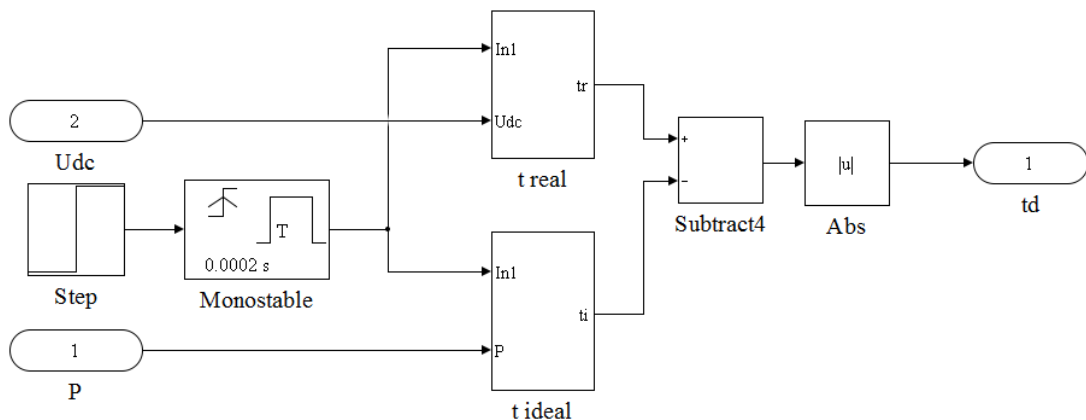 In1
tr
2
Udc
Udc
t real
+
−
|u|
1
Subtract4
Abs
td
T
0.0002 s
Step
Monostable
In1
ti
1
P
P
t ideal